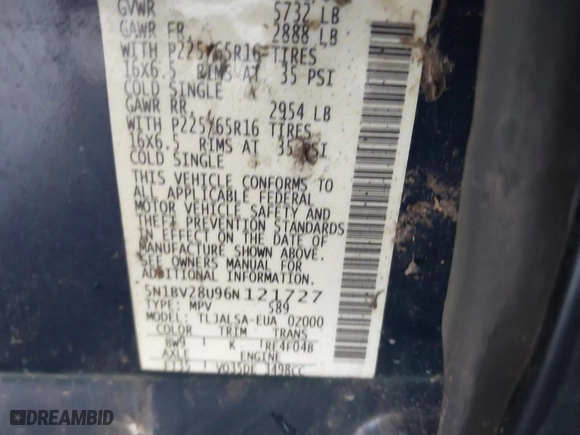 GVWR 5732 LB
GAWR FR. 2888 LB
WITH P225/65R16 TIRES
16X6.5 RIMS AT 35 PSI
COLD SINGLE
GAWR RR. 2954 LB
WITH P225/65R16 TIRES
16X6.5 RIMS AT 35 PSI
COLD SINGLE
THIS VEHICLE CONFORMS TO
ALL APPLICABLE FEDERAL
MOTOR VEHICLE SAFETY AND
THEFT PREVENTION STANDARDS
IN EFFECT ON THE DATE OF
MANUFACTURE SHOWN ABOVE.
SEE OWNERS MANUAL FOR
ADDITIONAL INFORMATION.
5N1BV28U96N121727
TYPE: MPV 589
MODEL: TLJALSA-EUA 0Z000
COLOR TRIM TRANS
BW9 K RE4F04B
AXLE ENGINE
VQ35DE 3498CC
DREAMBID